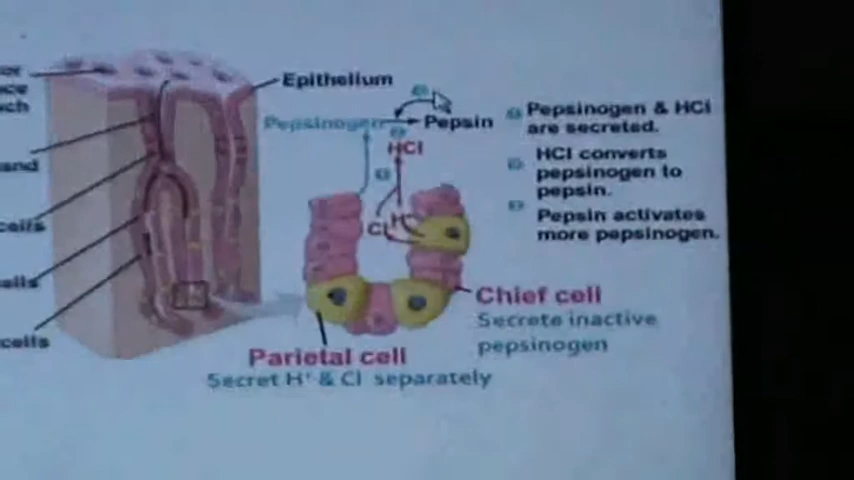 Epithelium
Pepsinogen
Pepsin
HCl
Pepsinogen & HCl
are secreted.
HCl converts
pepsinogen to
pepsin.
Pepsin activates
more pepsinogen.
and
cells
cells
Chief cell
Secrete inactive
pepsinogen
Parietal cell
Secret H+ & Cl separately